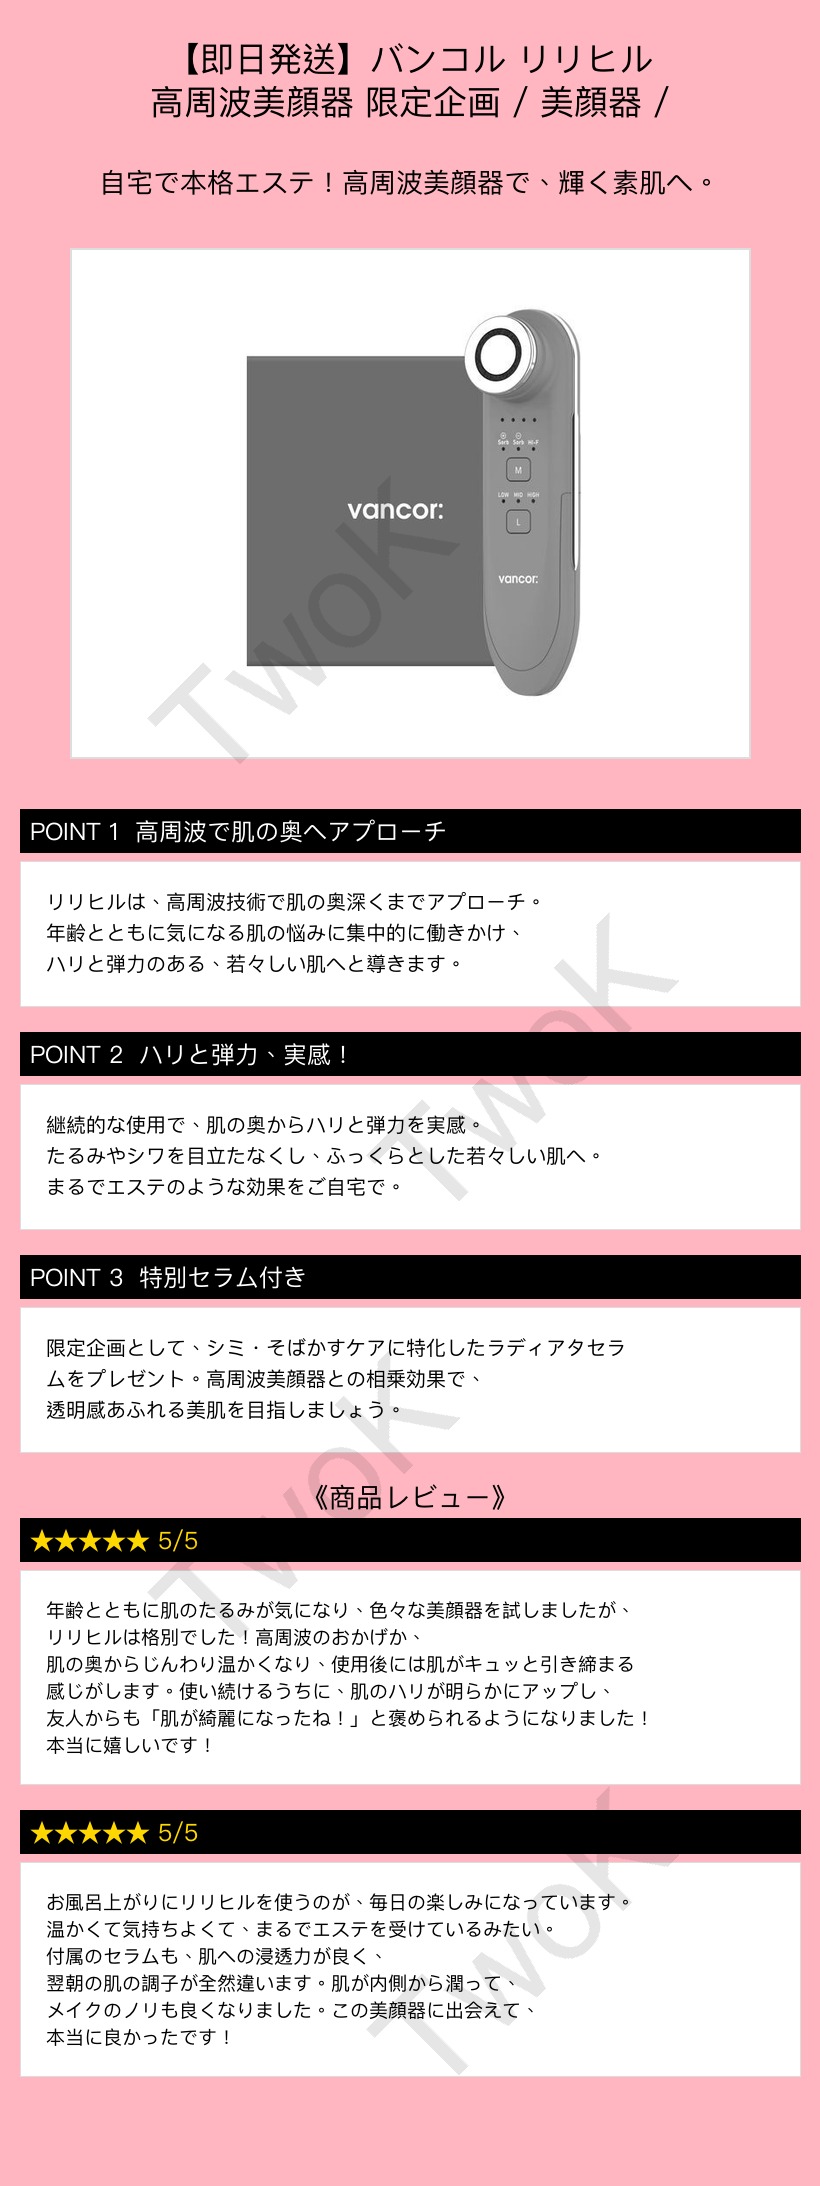 【即日発送】バンコル リリヒル
高周波美顔器 限定企画 / 美顔器 /
自宅で本格エステ！高周波美顔器で、輝く素肌へ。
vancor:
Sorb Sorb Hi-F
M
LOW MID HIGH
L
vancor:
TwoK
POINT 1 高周波で肌の奥へアプローチ
リリヒルは、高周波技術で肌の奥深くまでアプローチ。
年齢とともに気になる肌の悩みに集中的に働きかけ、
ハリと弾力のある、若々しい肌へと導きます。
TwoK
POINT 2 ハリと弾力、実感！
継続的な使用で、肌の奥からハリと弾力を実感。
たるみやシワを目立たなくし、ふっくらとした若々しい肌へ。
まるでエステのような効果をご自宅で。
POINT 3 特別セラム付き
限定企画として、シミ・そばかすケアに特化したラディアタセラ
ムをプレゼント。高周波美顔器との相乗効果で、
透明感あふれる美肌を目指しましょう。
TwoK
《商品レビュー》
★★★★★ 5/5
年齢とともに肌のたるみが気になり、色々な美顔器を試しましたが、
リリヒルは格別でした！高周波のおかげか、
肌の奥からじんわり温かくなり、使用後には肌がキュッと引き締まる
感じがします。使い続けるうちに、肌のハリが明らかにアップし、
友人からも「肌が綺麗になったね！」と褒められるようになりました！
本当に嬉しいです！
★★★★★ 5/5
お風呂上がりにリリヒルを使うのが、毎日の楽しみになっています。
温かくて気持ちよくて、まるでエステを受けているみたい。
付属のセラムも、肌への浸透力が良く、
翌朝の肌の調子が全然違います。肌が内側から潤って、
メイクのノリも良くなりました。この美顔器に出会えて、
本当に良かったです！
TwoK